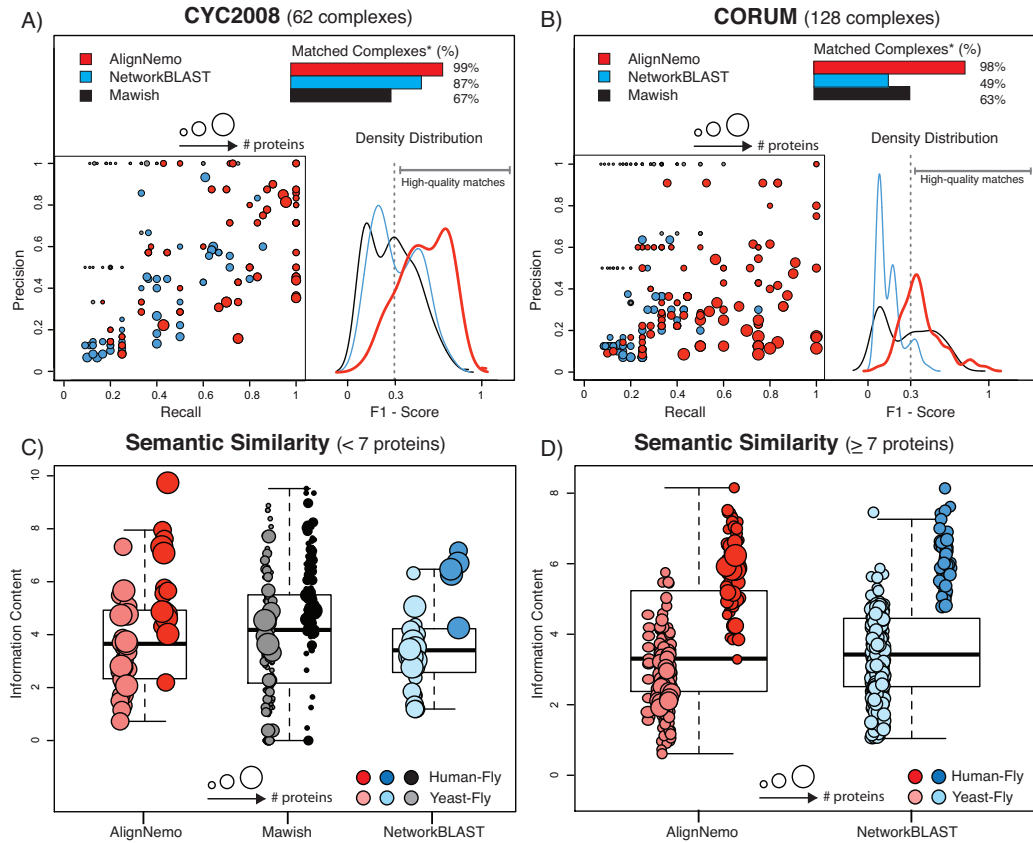 A) CYC2008 (62 complexes)
AlignNemo
NetworkBLAST
Mawish
Matched Complexes* (%)
99%
87%
67%
# proteins
Density Distribution
High-quality matches
Precision
1
0.8
0.6
0.4
0.2
0
0 0.2 0.4 0.6 0.8 1
Recall
0 0.3 1
F1 - Score
B) CORUM (128 complexes)
AlignNemo
NetworkBLAST
Mawish
Matched Complexes* (%)
98%
49%
63%
# proteins
Density Distribution
High-quality matches
Precision
1
0.8
0.6
0.4
0.2
0
0 0.2 0.4 0.6 0.8 1
Recall
0 0.3 1
F1 - Score
C) Semantic Similarity (< 7 proteins)
Information Content
10
8
6
4
2
0
# proteins
Human-Fly
Yeast-Fly
AlignNemo Mawish NetworkBLAST
D) Semantic Similarity (≥ 7 proteins)
Information Content
8
6
4
2
0
# proteins
Human-Fly
Yeast-Fly
AlignNemo NetworkBLAST